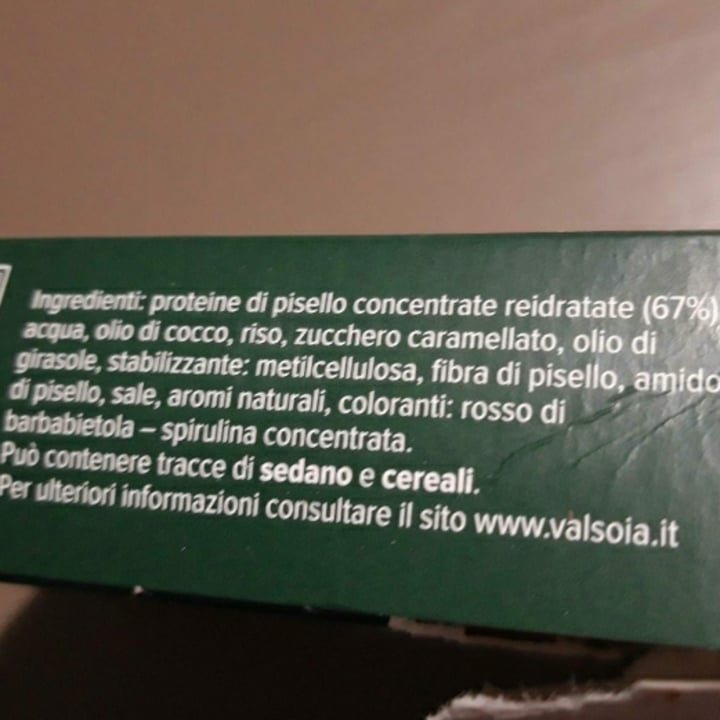 Ingredienti: proteine di pisello concentrate reidratate (67%)
acqua, olio di cocco, riso, zucchero caramellato, olio di
girasole, stabilizzante: metilcellulosa, fibra di pisello, amido
di pisello, sale, aromi naturali, coloranti: rosso di
barbabietola – spirulina concentrata.
Può contenere tracce di sedano e cereali.
Per ulteriori informazioni consultare il sito www.valsoia.it